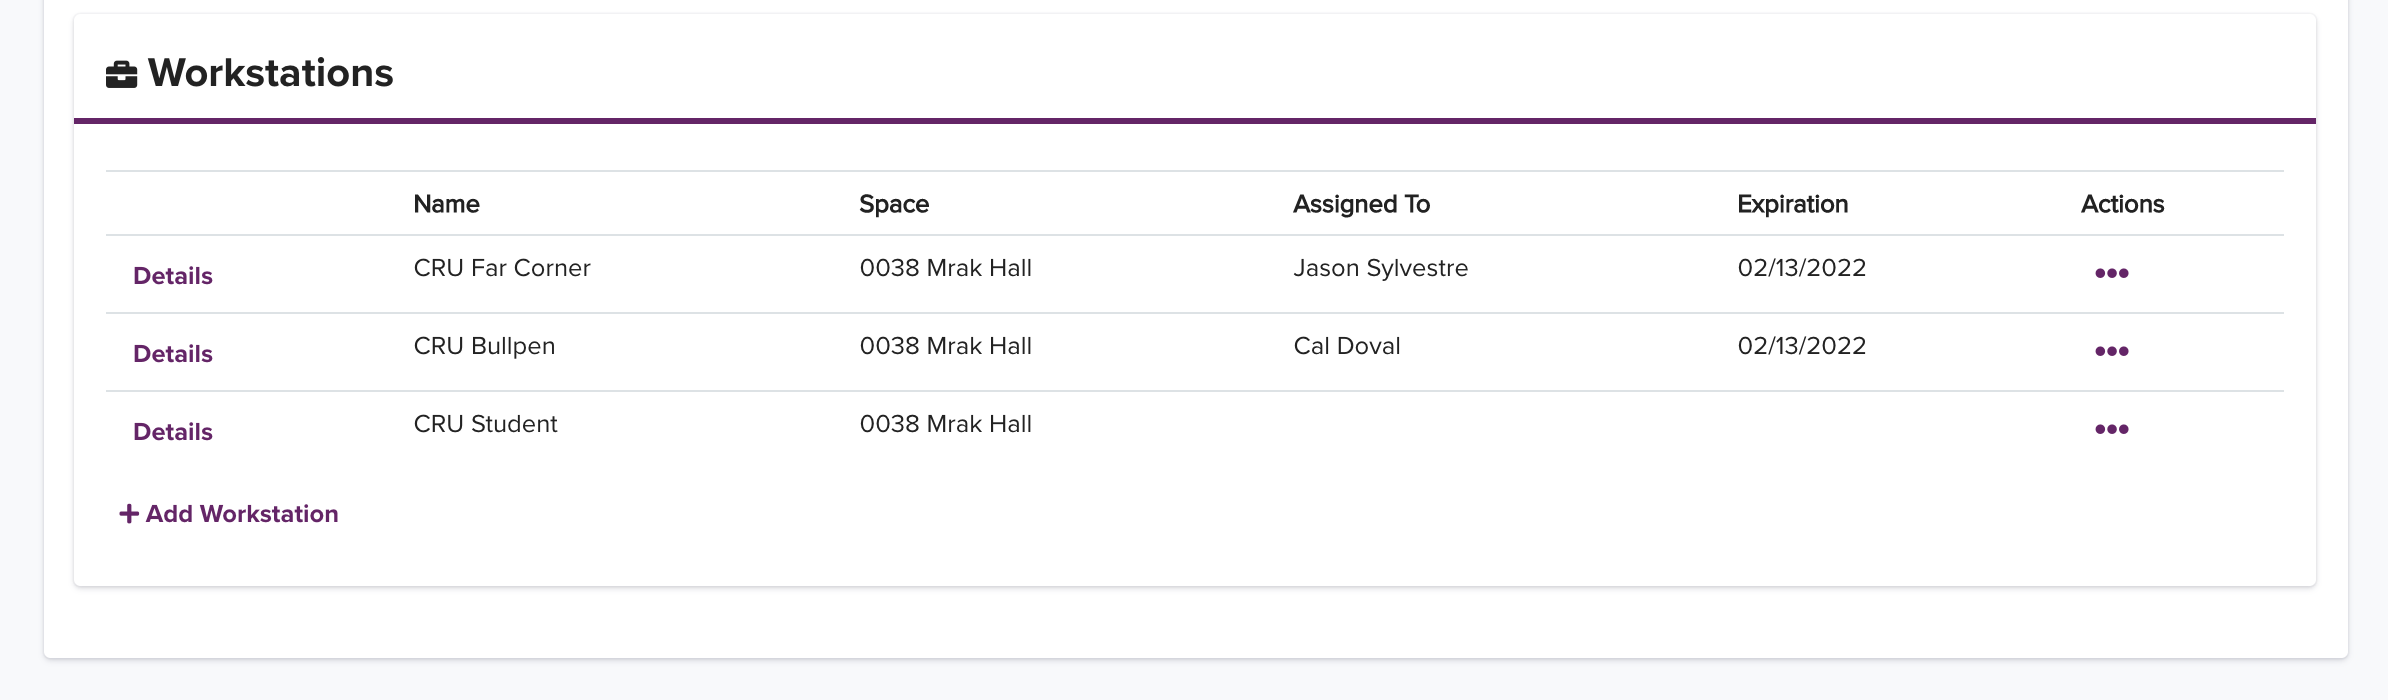 Workstations
Name Space Assigned To Expiration Actions
Details CRU Far Corner 0038 Mrak Hall Jason Sylvestre 02/13/2022
Details CRU Bullpen 0038 Mrak Hall Cal Doval 02/13/2022
Details CRU Student 0038 Mrak Hall
+ Add Workstation